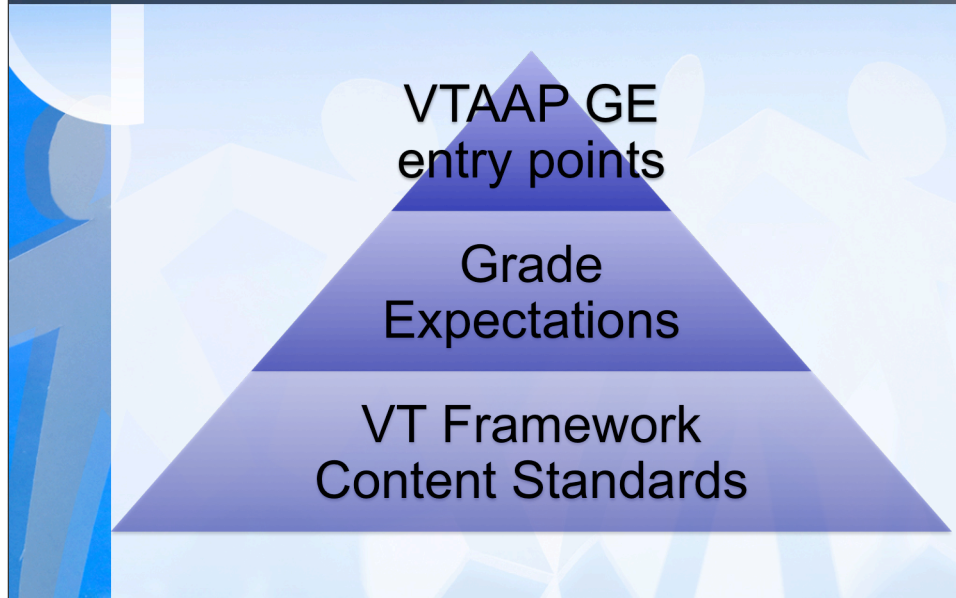 VTAAP GE
entry points
Grade
Expectations
VT Framework
Content Standards